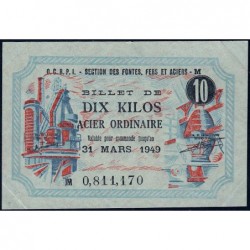 O.C.R.P.I. - SECTION DES FONTES, FERS ET ACIERS - M
BILLET DE
DIX KILOS
10
ACIER ORDINAIRE
Valable pour commande jusqu'au
31 MARS 1949
M 0,811,170